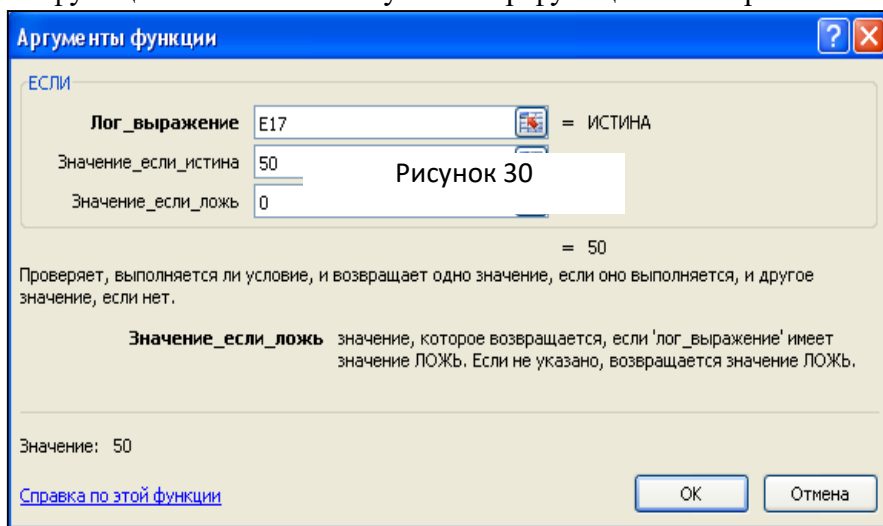 Аргументы функции
ЕСЛИ
Лог_выражение E17 = ИСТИНА
Значение_если_истина 50
Рисунок 30
Значение_если_ложь 0
= 50
Проверяет, выполняется ли условие, и возвращает одно значение, если оно выполняется, и другое
значение, если нет.
Значение_если_ложь значение, которое возвращается, если 'лог_выражение' имеет
значение ЛОЖЬ. Если не указано, возвращается значение ЛОЖЬ.
Значение: 50
Справка по этой функции ОК Отмена